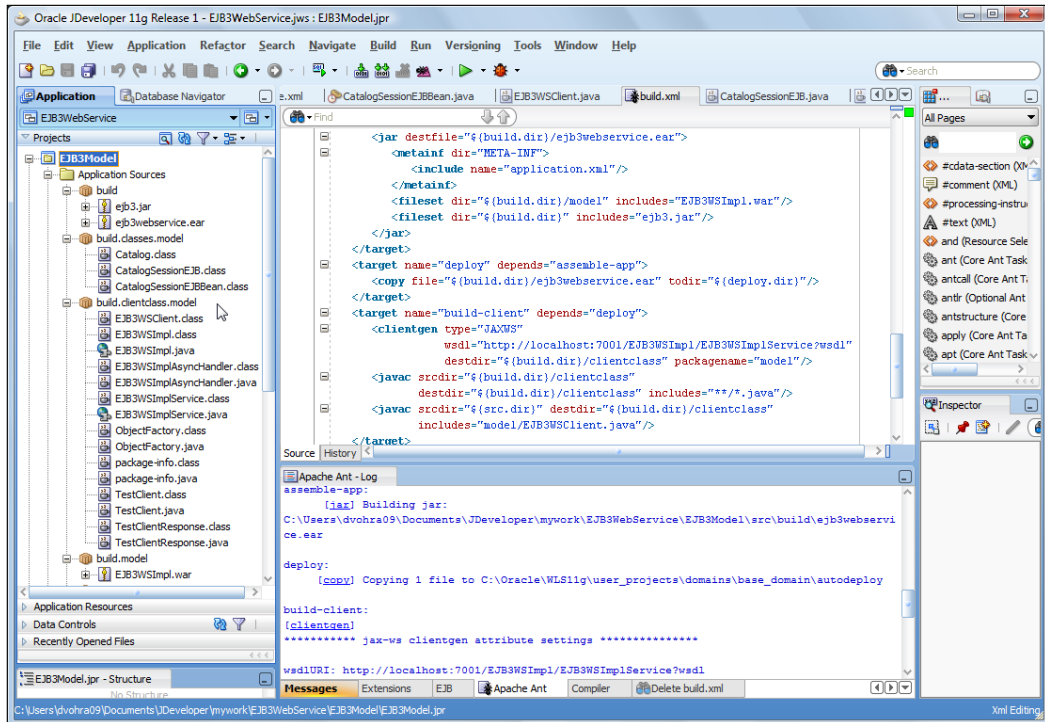 Oracle JDeveloper 11g Release 1 - EJB3WebService.jws : EJB3Model.jpr
File Edit View Application Refactor Search Navigate Build Run Versioning Tools Window Help
Search
Application
Database Navigator
EJB3WebService
Projects
EJB3Model
Application Sources
build
ejb3.jar
ejb3webservice.ear
build.classes.model
Catalog.class
CatalogSessionEJB.class
CatalogSessionEJBBean.class
build.clientclass.model
EJB3WSClient.class
EJB3WSImpl.class
EJB3WSImpl.java
EJB3WSImplAsyncHandler.class
EJB3WSImplAsyncHandler.java
EJB3WSImplService.class
EJB3WSImplService.java
ObjectFactory.class
ObjectFactory.java
package-info.class
package-info.java
TestClient.class
TestClient.java
TestClientResponse.class
TestClientResponse.java
build.model
EJB3WSImpl.war
Application Resources
Data Controls
Recently Opened Files
EJB3Model.jpr - Structure
No Structure
e.xml
CatalogSessionEJBBean.java
EJB3WSClient.java
build.xml
CatalogSessionEJB.java
Find
<jar destfile="${build.dir}/ejb3webservice.ear">
<metainf dir="META-INF">
<include name="application.xml"/>
</metainf>
<fileset dir="${build.dir}/model" includes="EJB3WSImpl.war"/>
<fileset dir="${build.dir}" includes="ejb3.jar"/>
</jar>
</target>
<target name="deploy" depends="assemble-app">
<copy file="${build.dir}/ejb3webservice.ear" todir="${deploy.dir}"/>
</target>
<target name="build-client" depends="deploy">
<clientgen type="JAXWS"
wsdl="http://localhost:7001/EJB3WSImpl/EJB3WSImplService?wsdl"
destdir="${build.dir}/clientclass" packagename="model"/>
<javac srcdir="${build.dir}/clientclass"
destdir="${build.dir}/clientclass" includes="**/*.java"/>
<javac srcdir="${src.dir}" destdir="${build.dir}/clientclass"
includes="model/EJB3WSClient.java"/>
</target>
Source History
Apache Ant - Log
assemble-app:
[jar] Building jar:
C:\Users\dvohra09\Documents\JDeveloper\mywork\EJB3WebService\EJB3Model\src\build\ejb3webservi
ce.ear
deploy:
[copy] Copying 1 file to C:\Oracle\WLS11g\user_projects\domains\base_domain\autodeploy
build-client:
[clientgen]
*********** jax-ws clientgen attribute settings ***************
wsdlURI: http://localhost:7001/EJB3WSImpl/EJB3WSImplService?wsdl
Messages Extensions EJB Apache Ant Compiler Delete build.xml
All Pages
#cdata-section (XM
#comment (XML)
#processing-instru
#text (XML)
and (Resource Sele
ant (Core Ant Task
antcall (Core Ant T
antlr (Optional Ant
antstructure (Core
apply (Core Ant Ta
apt (Core Ant Task
Inspector
C:\Users\dvohra09\Documents\JDeveloper\mywork\EJB3WebService\EJB3Model\EJB3Model.jpr
Xml Editing